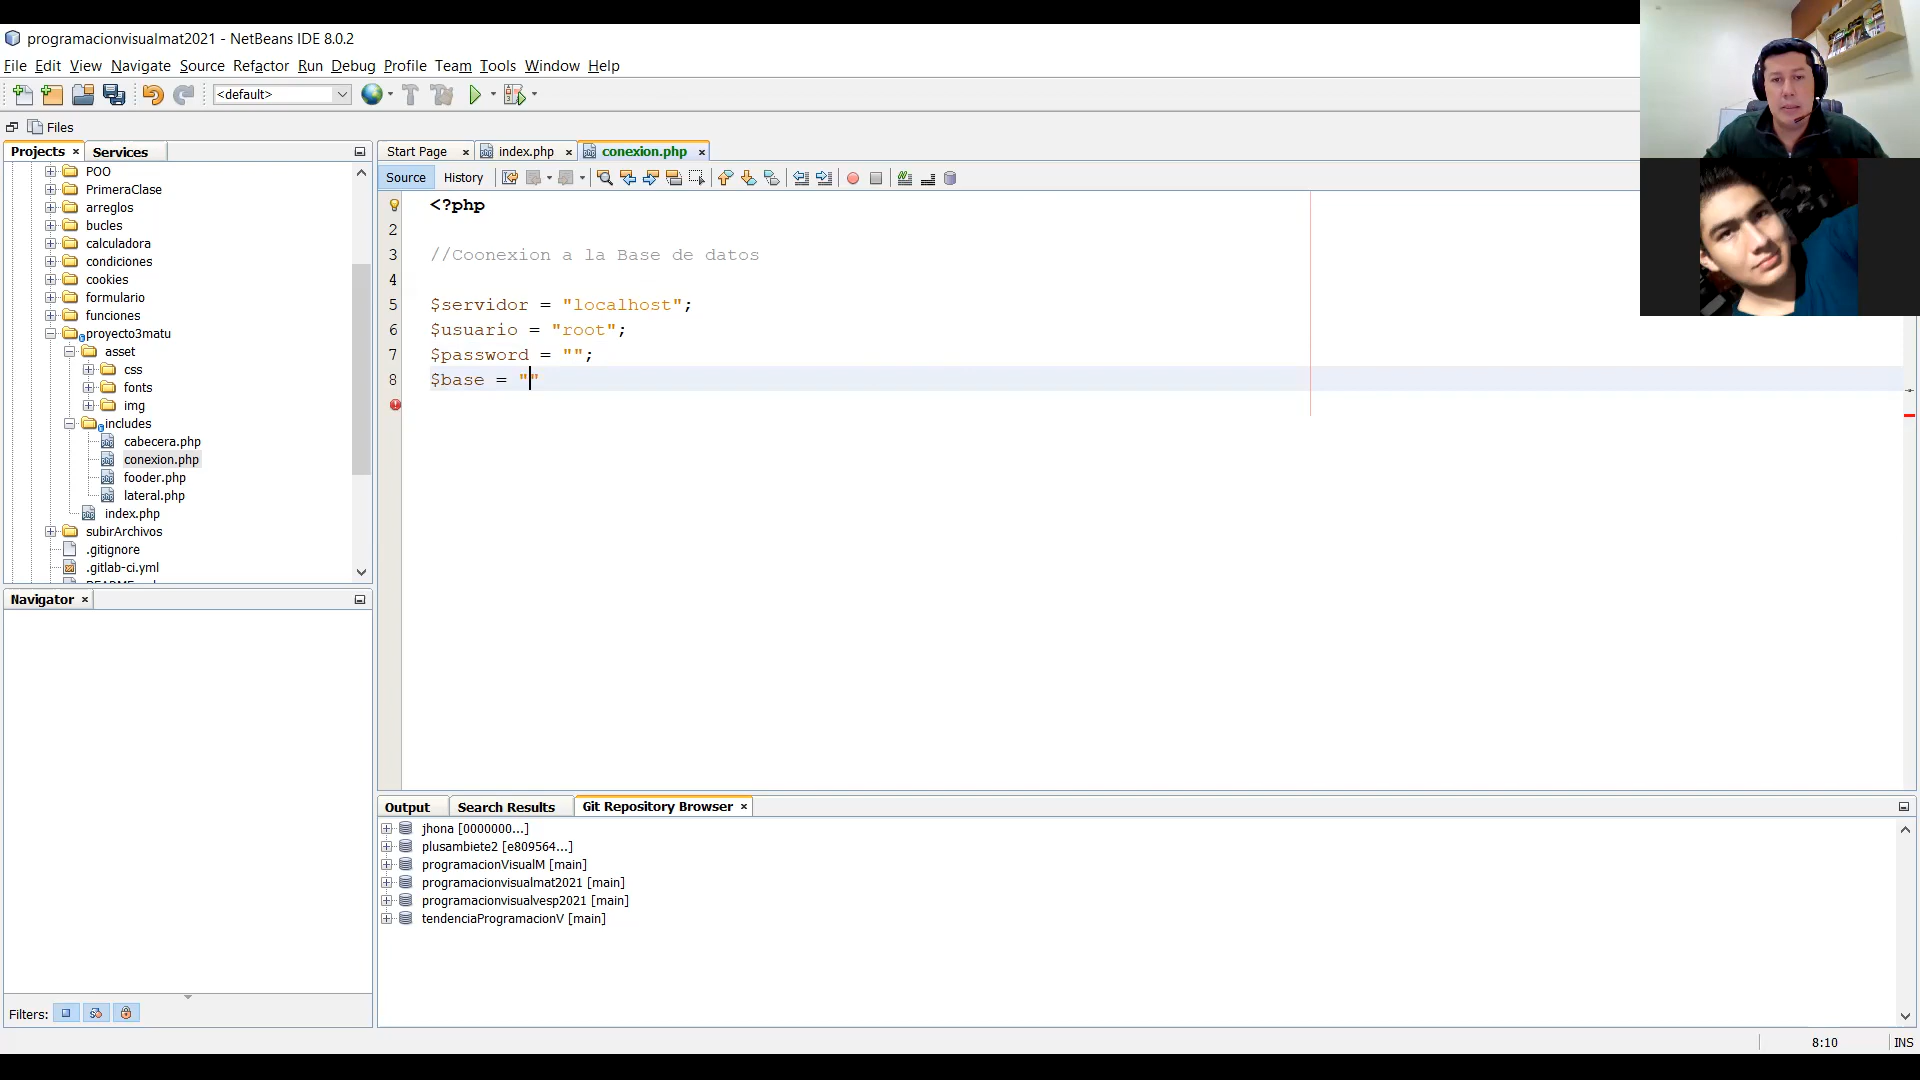 programacionvisualmat2021 - NetBeans IDE 8.0.2
File Edit View Navigate Source Refactor Run Debug Profile Team Tools Window Help
<default>
Files
Projects
Services
POO
PrimeraClase
arreglos
bucles
calculadora
condiciones
cookies
formulario
funciones
proyecto3matu
asset
css
fonts
img
includes
cabecera.php
conexion.php
fooder.php
lateral.php
index.php
subirArchivos
.gitignore
.gitlab-ci.yml
Navigator
Filters:
Start Page index.php conexion.php
Source History
<?php
2
3 //Coonexion a la Base de datos
4
5 $servidor = "localhost";
6 $usuario = "root";
7 $password = "";
8 $base = ""
Output Search Results Git Repository Browser
jhona [0000000...]
plusambiete2 [e809564...]
programacionVisualM [main]
programacionvisualmat2021 [main]
programacionvisualvesp2021 [main]
tendenciaProgramacionV [main]
8:10 INS